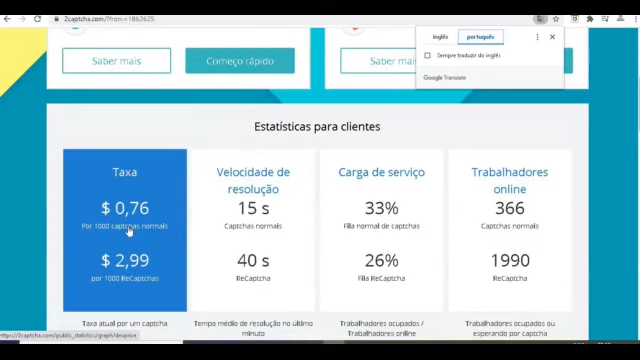 2captcha.com/?from=1862625
inglês português
Sempre traduzir do inglês
Google Translate
Saber mais Começo rápido Saber mais
Estatísticas para clientes
Taxa
$ 0,76
Por 1000 captchas normais
$ 2,99
por 1000 ReCaptchas
Taxa atual por um captcha
Velocidade de
resolução
15 s
Captchas normais
40 s
ReCaptcha
Tempo médio de resolução no último
minuto
Carga de serviço
33%
Fila normal de captchas
26%
Fila ReCaptcha
Trabalhadores ocupados /
Trabalhadores online
Trabalhadores
online
366
Captchas normais
1990
ReCaptcha
Trabalhadores ocupados ou
esperando por captcha
https://2captcha.com/public_statistics/graph/devprice